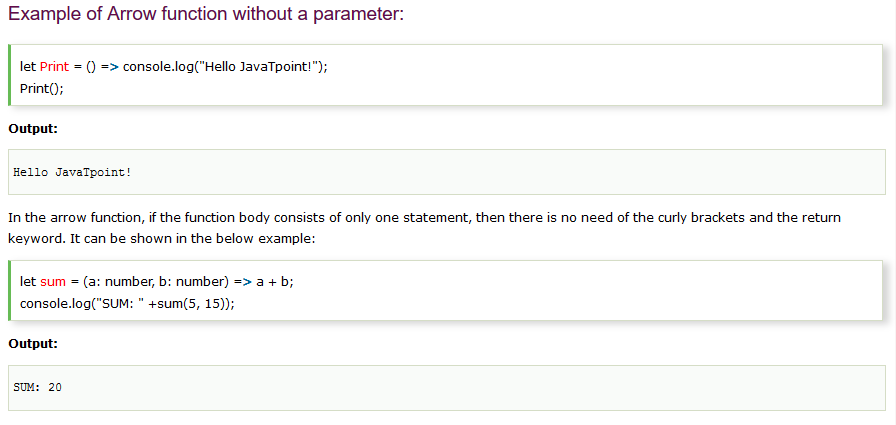 Example of Arrow function without a parameter:
let Print = () => console.log("Hello JavaTpoint!");
Print();
Output:
Hello JavaTpoint!
In the arrow function, if the function body consists of only one statement, then there is no need of the curly brackets and the return
keyword. It can be shown in the below example:
let sum = (a: number, b: number) => a + b;
console.log("SUM: " +sum(5, 15));
Output:
SUM: 20